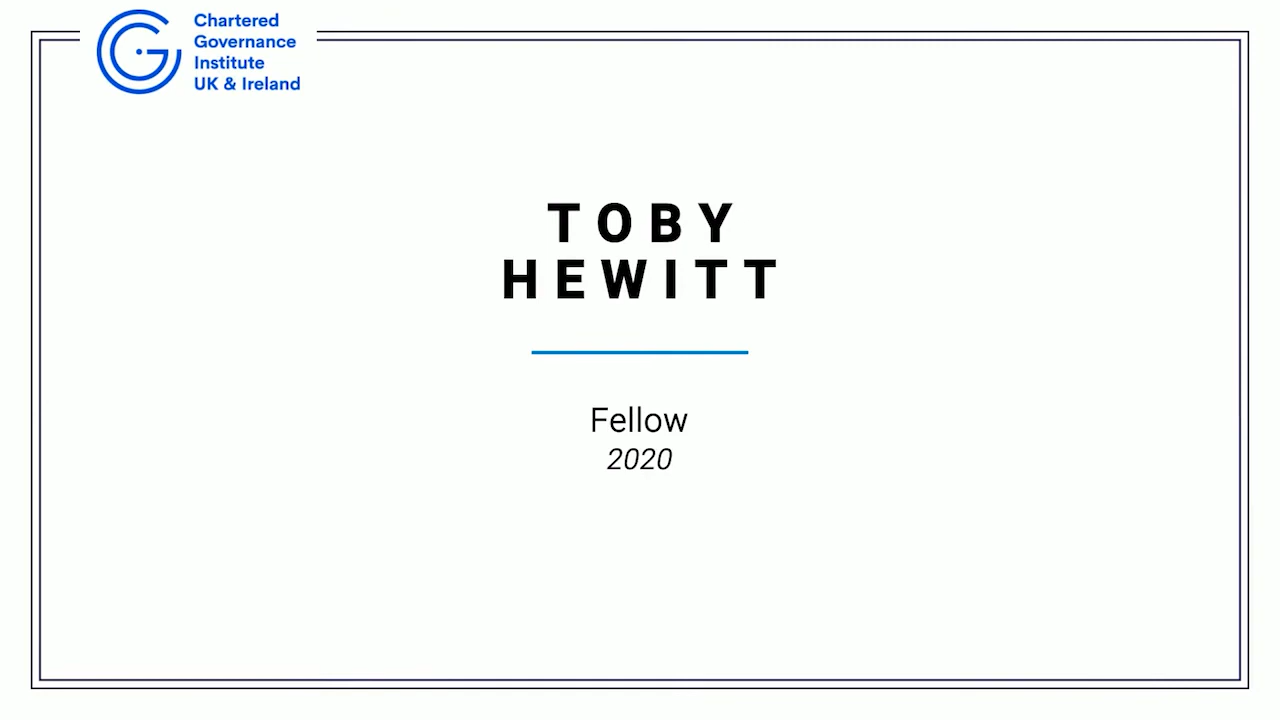 Chartered
Governance
Institute
UK & Ireland
TOBY
HEWITT
Fellow
2020